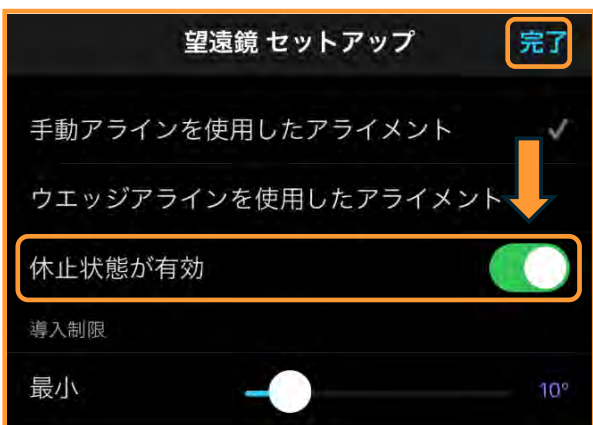 望遠鏡 セットアップ 完了
手動アラインを使用したアライメント
ウエッジアラインを使用したアライメント
休止状態が有効
導入制限
最小 10°